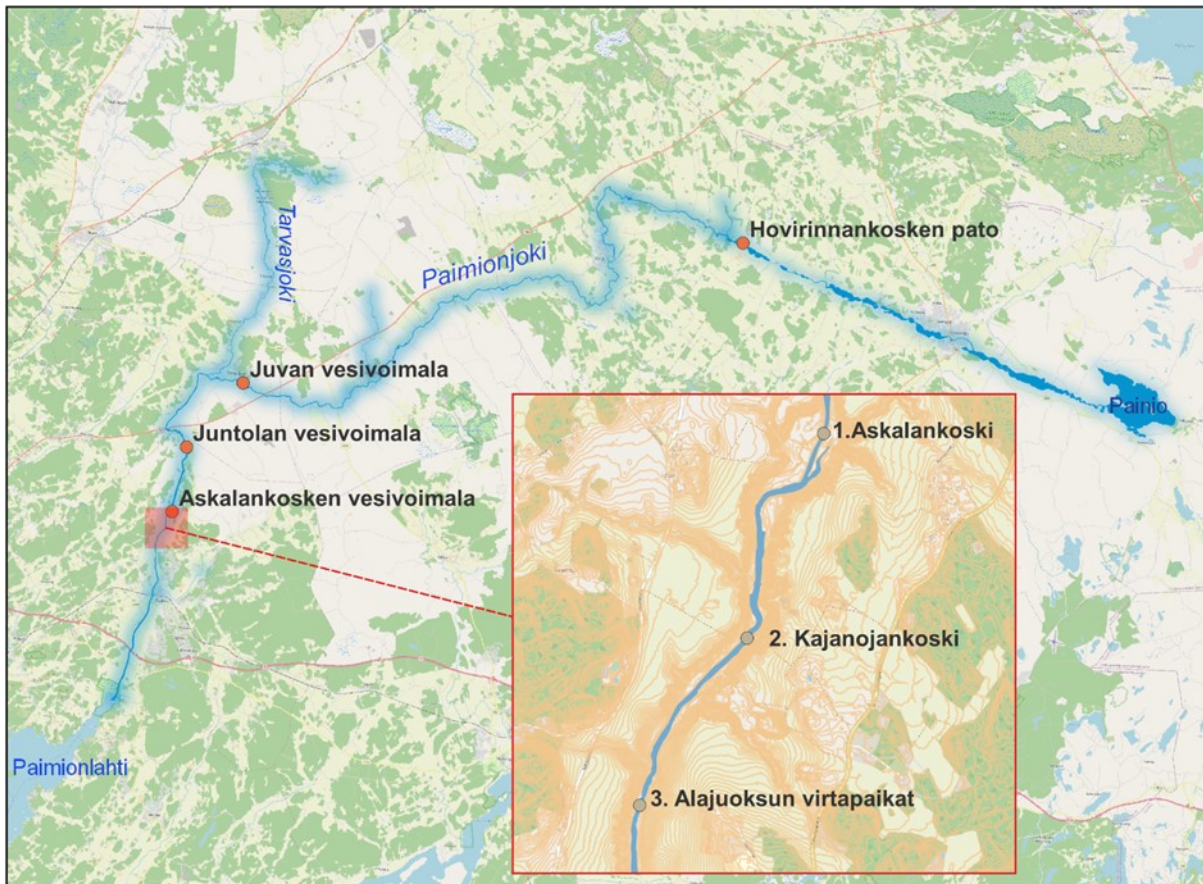 Hovirinnankosken pato
Tarvasjoki
Paimionjoki
Juvan vesivoimala
Painio
Juntolan vesivoimala
1.Askalankoski
Askalankosken vesivoimala
2. Kajanojankoski
Paimionlahti
3. Alajuoksun virtapaikat